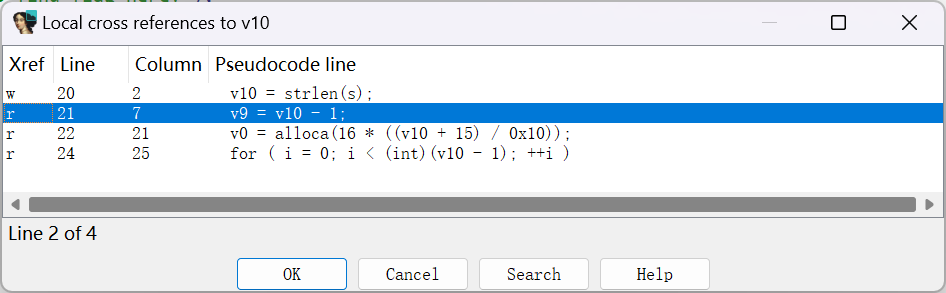 Local cross references to v10
Xref Line Column Pseudocode line
w 20 2 v10 = strlen(s);
r 21 7 v9 = v10 - 1;
r 22 21 v0 = alloca(16 * ((v10 + 15) / 0x10));
r 24 25 for ( i = 0; i < (int)(v10 - 1); ++i )
Line 2 of 4
OK Cancel Search Help